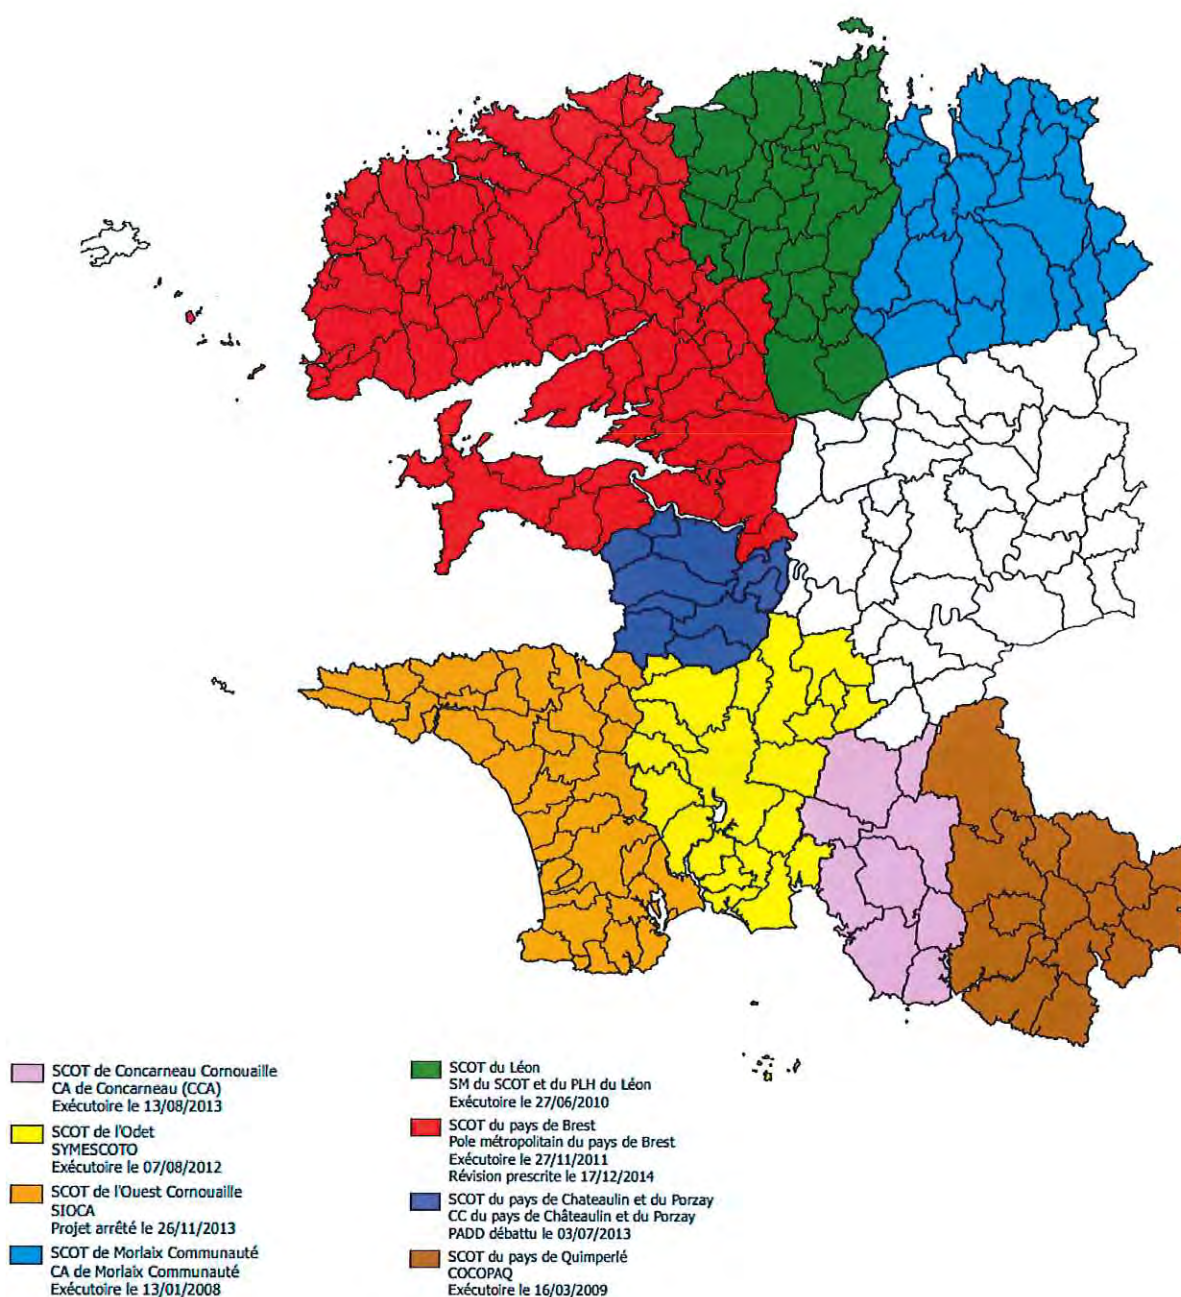 SCOT de Concarneau Cornouaille
CA de Concarneau (CCA)
Exécutoire le 13/08/2013
SCOT de l'Odet
SYMESCOTO
Exécutoire le 07/08/2012
SCOT de l'Ouest Cornouaille
SIOCA
Projet arrêté le 26/11/2013
SCOT de Morlaix Communauté
CA de Morlaix Communauté
Exécutoire le 13/01/2008
SCOT du Léon
SM du SCOT et du PLH du Léon
Exécutoire le 27/06/2010
SCOT du pays de Brest
Pole métropolitain du pays de Brest
Exécutoire le 27/11/2011
Révision prescrite le 17/12/2014
SCOT du pays de Chateaulin et du Porzay
CC du pays de Châteaulin et du Porzay
PADD débattu le 03/07/2013
SCOT du pays de Quimperlé
COCOPAQ
Exécutoire le 16/03/2009